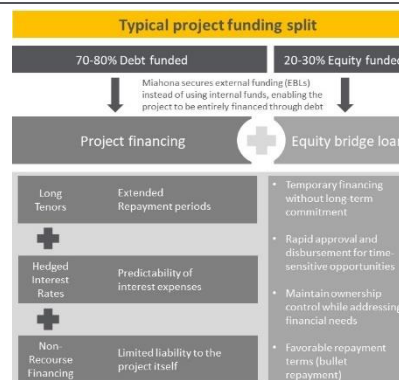 Typical project funding split
70-80% Debt funded
20-30% Equity funded
Miahona secures external funding (EBLs)
instead of using internal funds, enabling the
project to be entirely financed through debt
Project financing
Equity bridge loan
Long
Tenors
Extended
Repayment periods
Hedged
Interest
Rates
Predictability of
interest expenses
Non-
Recourse
Financing
Limited liability to the
project itself
• Temporary financing
without long-term
commitment
• Rapid approval and
disbursement for time-
sensitive opportunities
• Maintain ownership
control while addressing
financial needs
• Favorable repayment
terms (bullet
repayment)